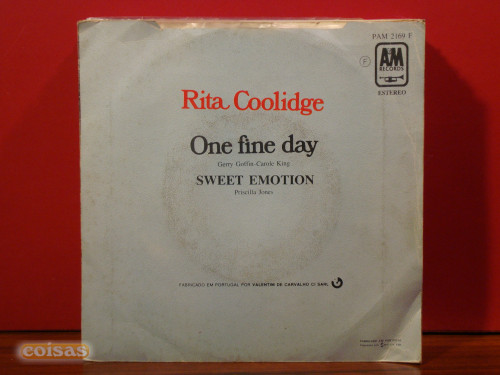 PAM 2169 F
A&M
RECORDS
ESTEREO
Rita Coolidge
One fine day
Gerry Goffin-Carole King
SWEET EMOTION
Priscilla Jones
FABRICADO EM PORTUGAL POR VALENTIM DE CARVALHO CI SARL
coisas